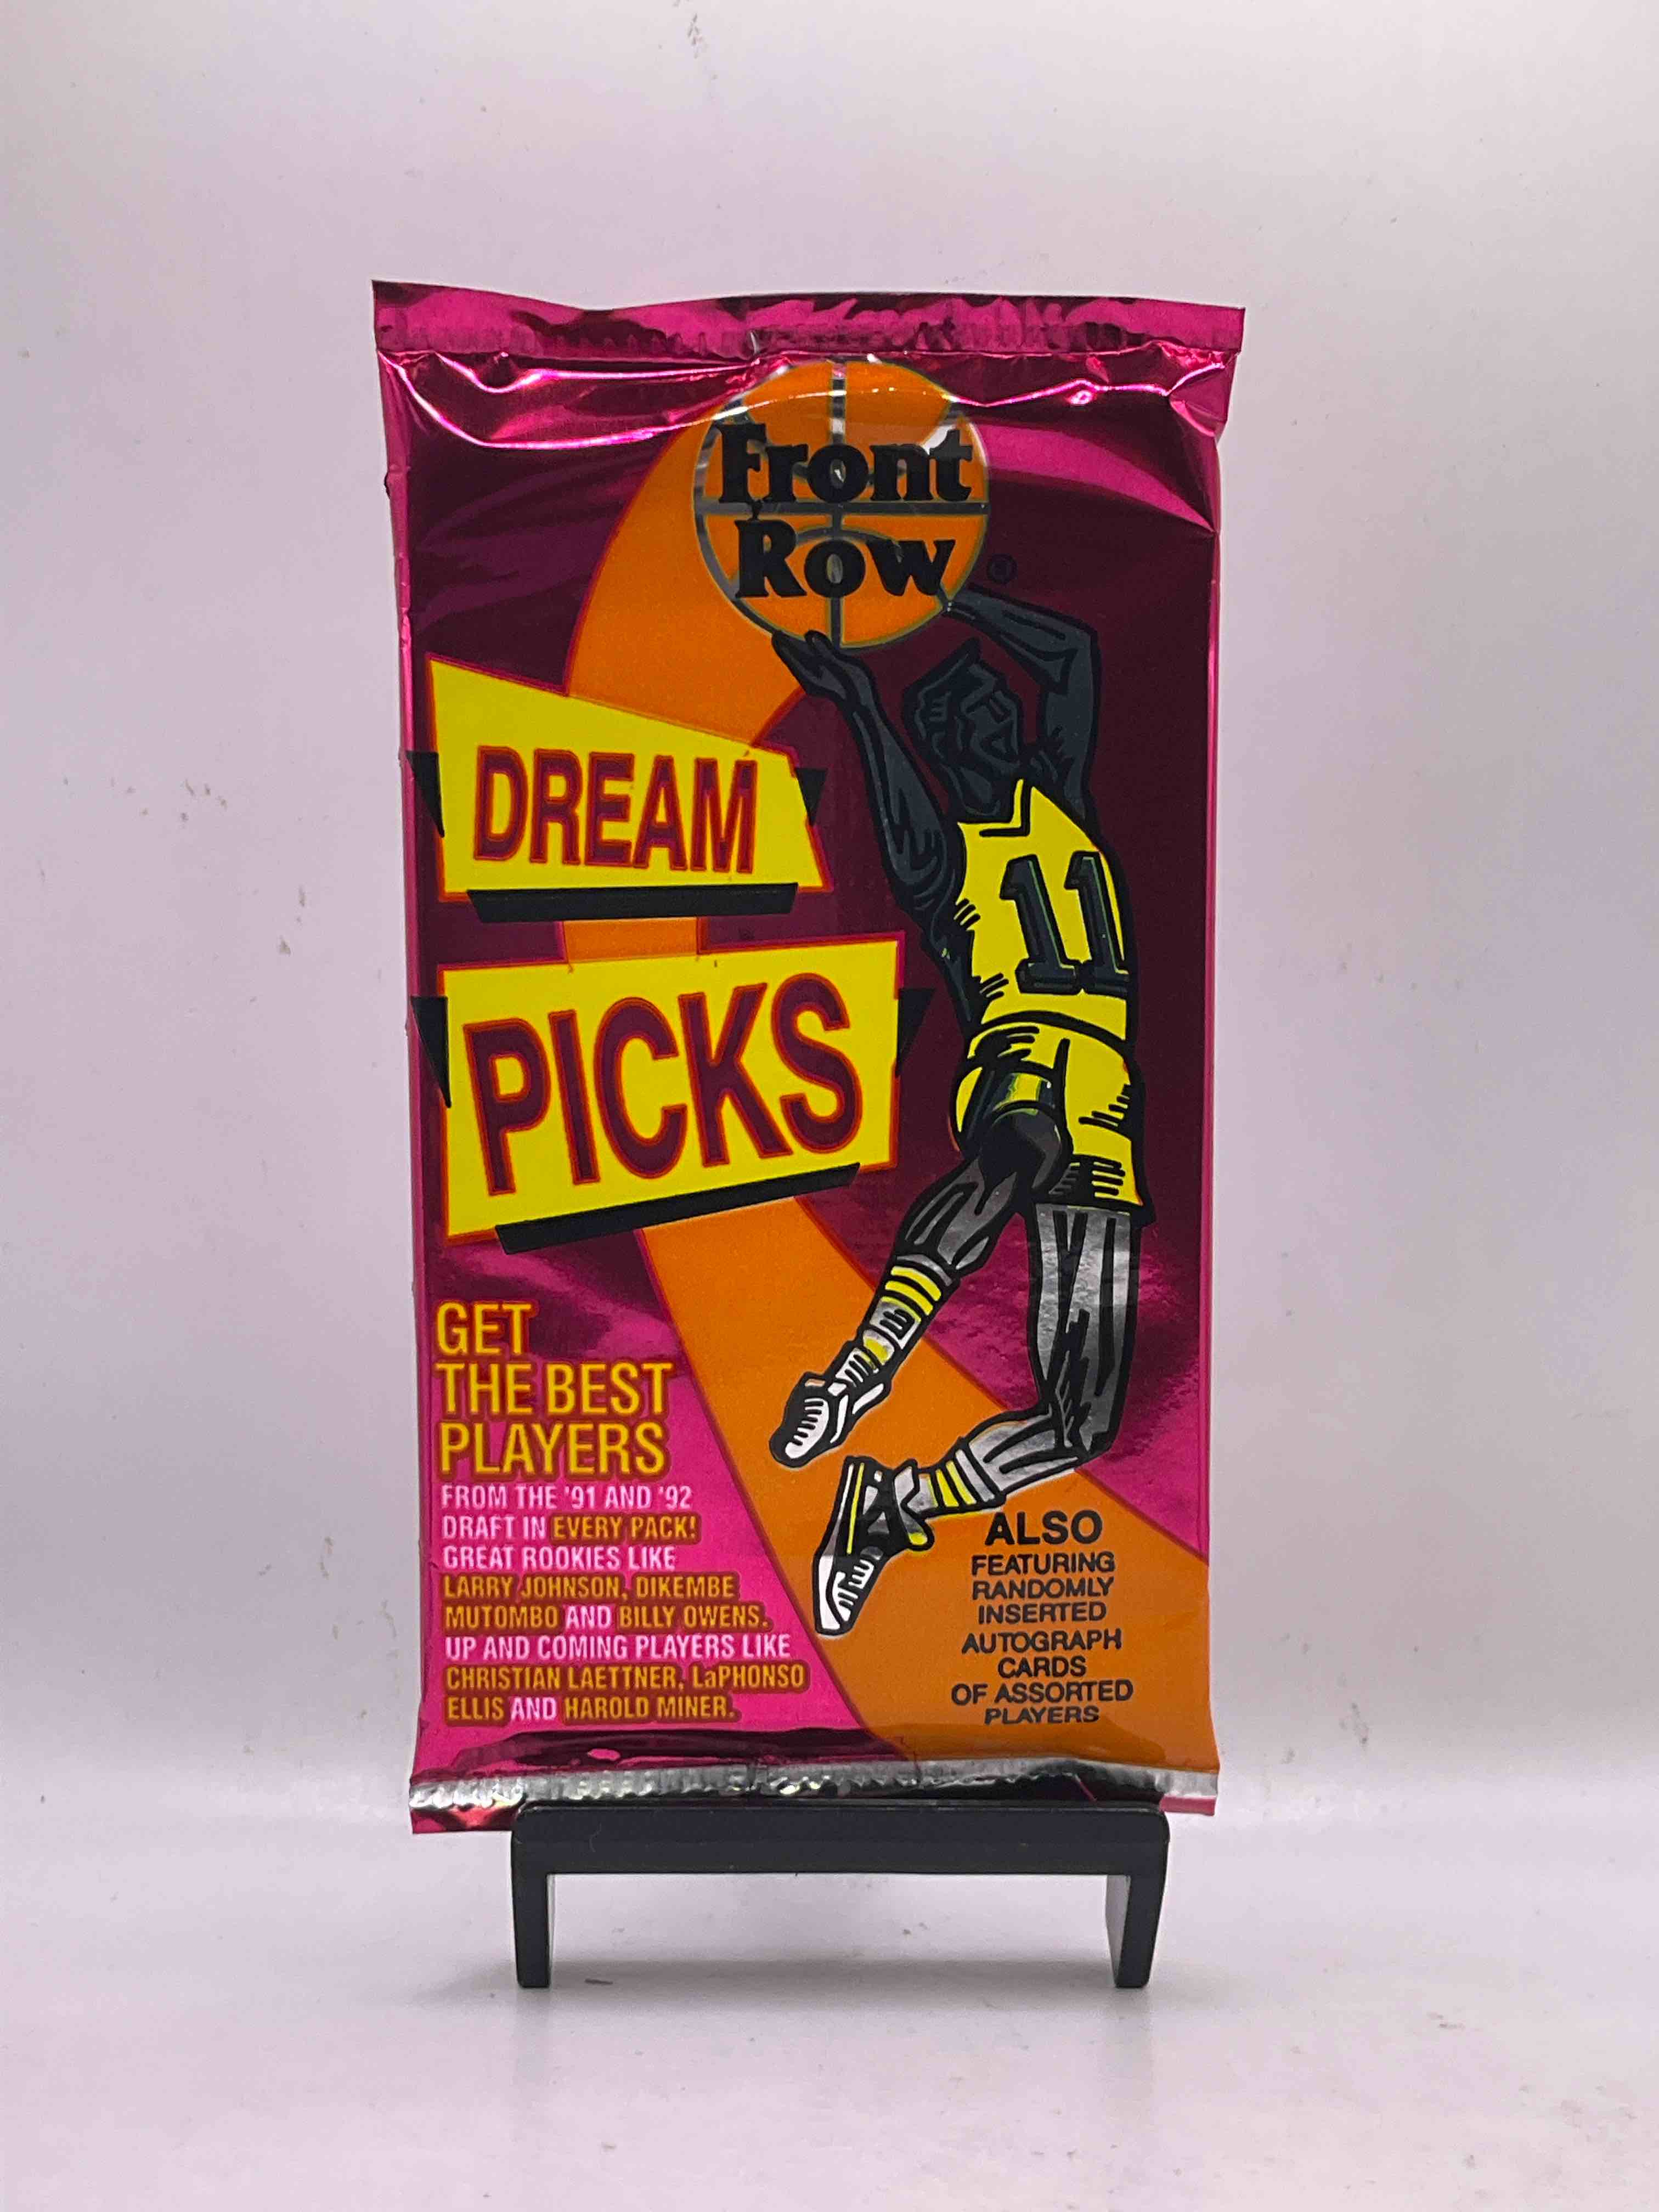 Front
Row
®
DREAM
PICKS
11
GET
THE BEST
PLAYERS
FROM THE '91 AND '92
DRAFT IN EVERY PACK!
GREAT ROOKIES LIKE
LARRY JOHNSON, DIKEMBE
MUTOMBO AND BILLY OWENS.
UP AND COMING PLAYERS LIKE
CHRISTIAN LAETTNER, LaPHONSO
ELLIS AND HAROLD MINER.
ALSO
FEATURING
RANDOMLY
INSERTED
AUTOGRAPH
CARDS
OF ASSORTED
PLAYERS